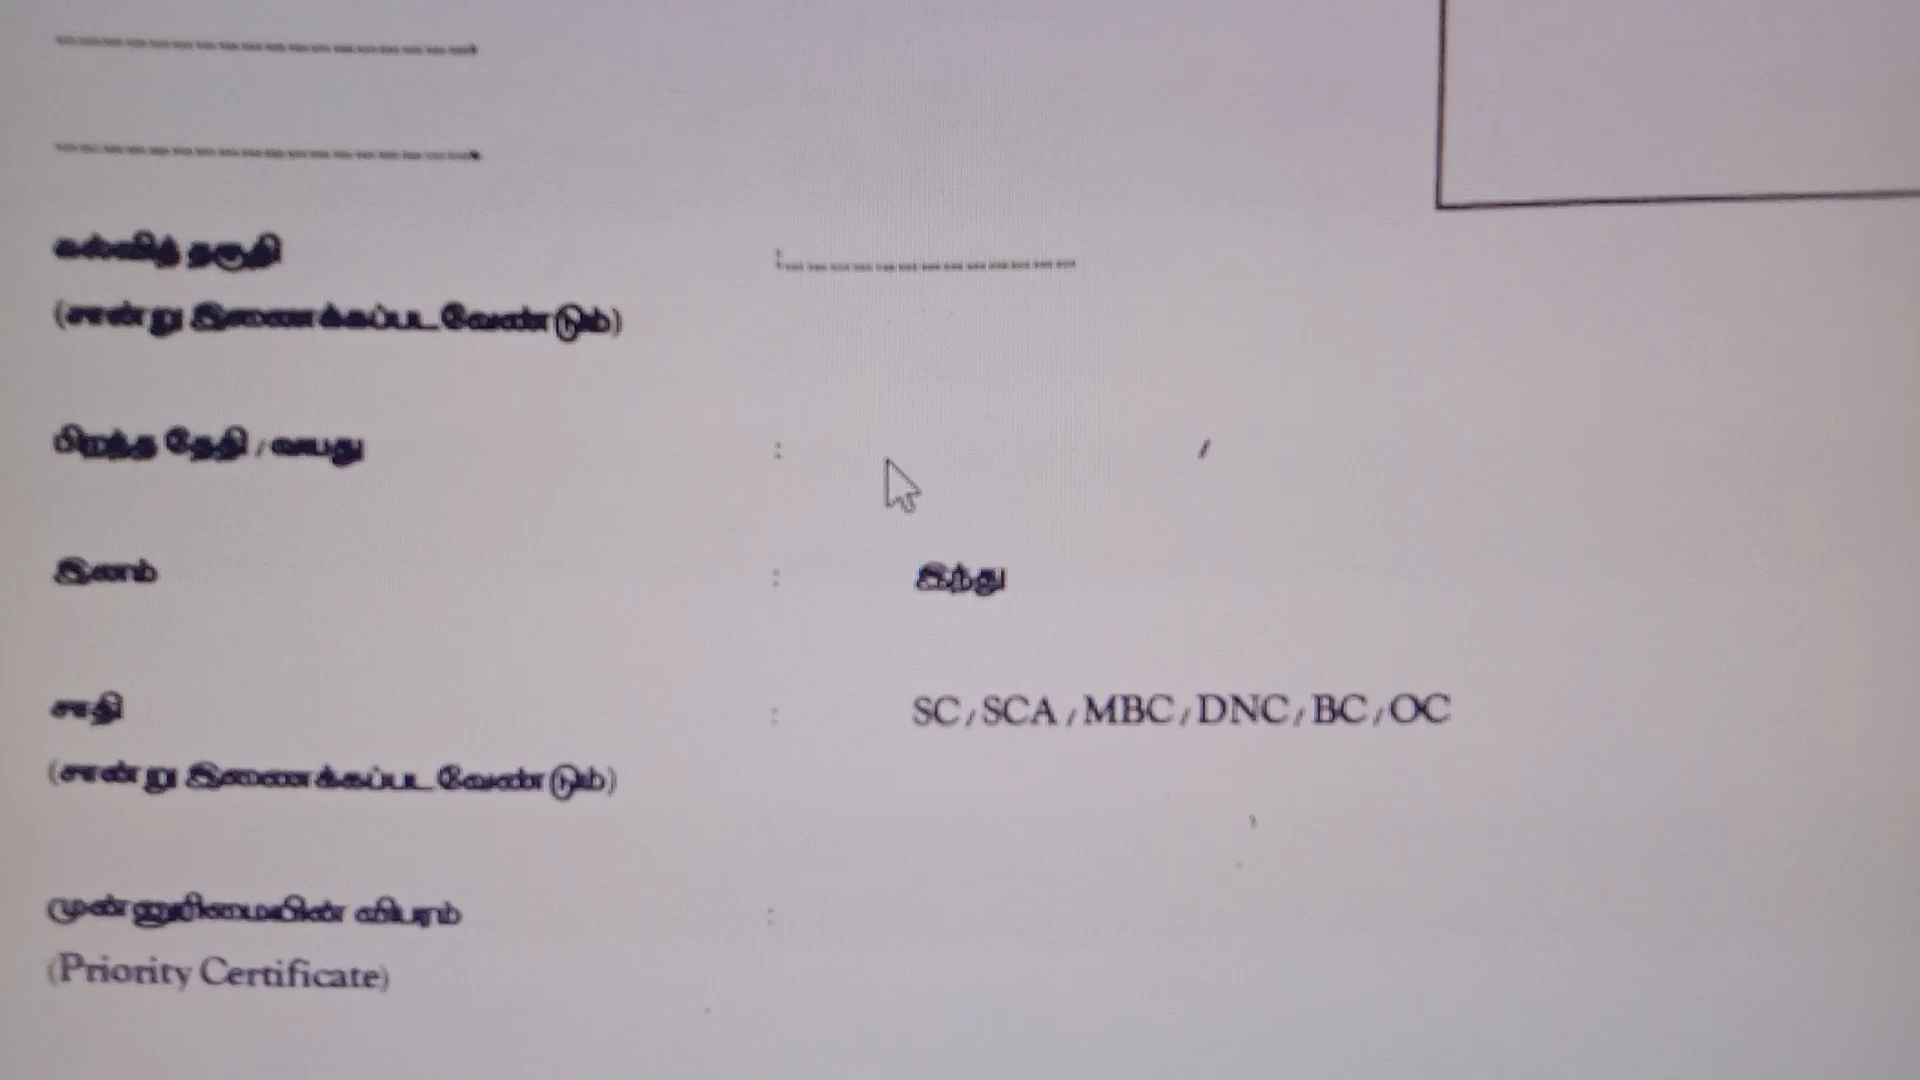 கல்வித் தகுதி :
(சான்று இணைக்கப்பட வேண்டும்)
பிறந்த தேதி / வயது : /
இனம் : இந்து
சாதி : SC / SCA / MBC / DNC / BC / OC
(சான்று இணைக்கப்பட வேண்டும்)
முன்னுரிமையின் விபரம் :
(Priority Certificate)